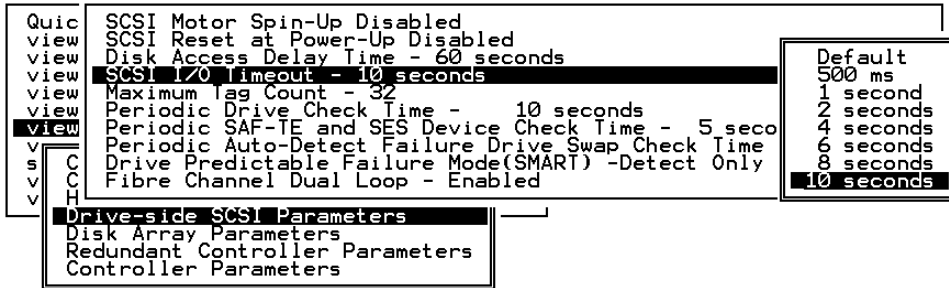 Quic
view
view
view
view
view
view
v
s
v
v
SCSI Motor Spin-Up Disabled
SCSI Reset at Power-Up Disabled
Disk Access Delay Time - 60 seconds
SCSI I/O Timeout - 10 seconds
Maximum Tag Count - 32
Periodic Drive Check Time -    10 seconds
Periodic SAF-TE and SES Device Check Time -  5 seco
Periodic Auto-Detect Failure Drive Swap Check Time
Drive Predictable Failure Mode(SMART) -Detect Only
Fibre Channel Dual Loop - Enabled
Default
500 ms
1 second
2 seconds
4 seconds
6 seconds
8 seconds
10 seconds
C
C
H
Drive-side SCSI Parameters
Disk Array Parameters
Redundant Controller Parameters
Controller Parameters